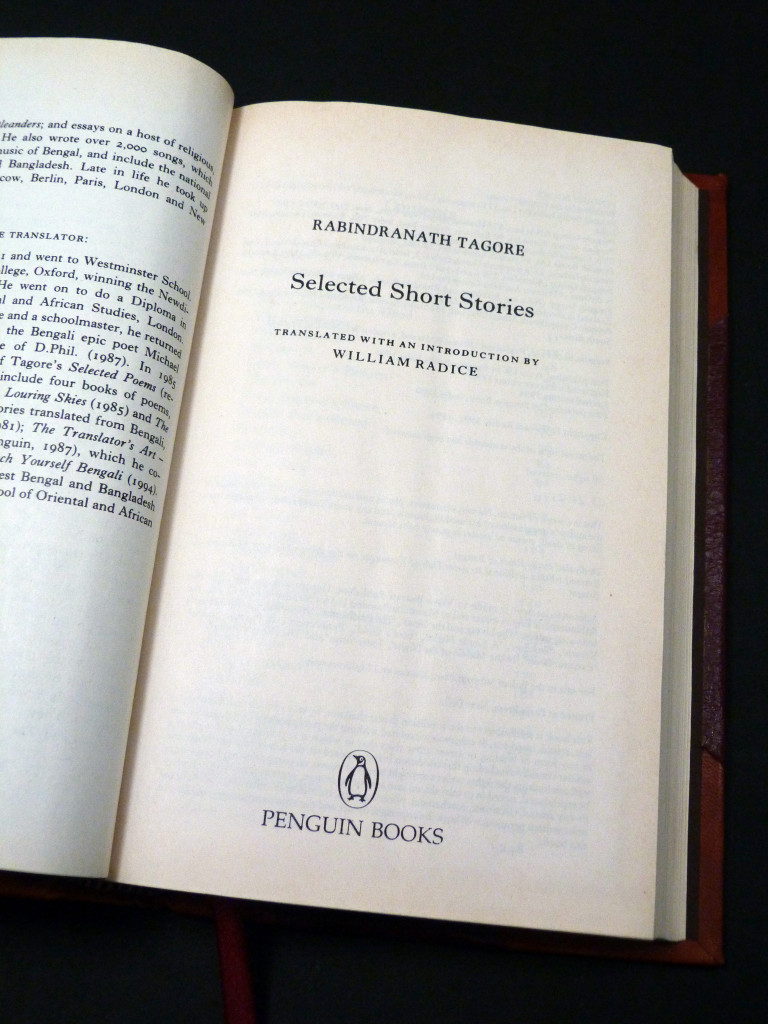 leanders; and essays on a host of religious,
He also wrote over 2,000 songs, which
music of Bengal, and include the national
Bangladesh. Late in life he took up
cow, Berlin, Paris, London and New
E TRANSLATOR:
1 and went to Westminster School,
llege, Oxford, winning the Newdi-
He went on to do a Diploma in
l and African Studies, London.
e and a schoolmaster, he returned
the Bengali epic poet Michael
e of D.Phil. (1987). In 1985
f Tagore's Selected Poems (re-
include four books of poems,
Louring Skies (1985) and The
ories translated from Bengali,
81); The Translator's Art –
nguin, 1987), which he co-
ch Yourself Bengali (1994).
est Bengal and Bangladesh
ool of Oriental and African
RABINDRANATH TAGORE
Selected Short Stories
TRANSLATED WITH AN INTRODUCTION BY
WILLIAM RADICE
PENGUIN BOOKS